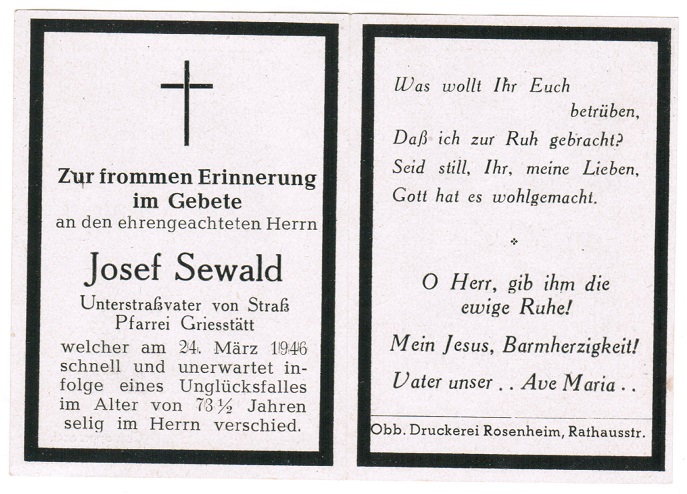 Zur frommen Erinnerung
im Gebete
an den ehrengeachteten Herrn
Josef Sewald
Unterstraßvater von Straß
Pfarrei Griesstätt
welcher am 24. März 1946
schnell und unerwartet in-
folge eines Unglücksfalles
im Alter von 73½ Jahren
selig im Herrn verschied.
Was wollt Ihr Euch
betrüben,
Daß ich zur Ruh gebracht?
Seid still, Ihr, meine Lieben,
Gott hat es wohlgemacht.
O Herr, gib ihm die
ewige Ruhe!
Mein Jesus, Barmherzigkeit!
Vater unser . . Ave Maria . .
Obb. Druckerei Rosenheim, Rathausstr.